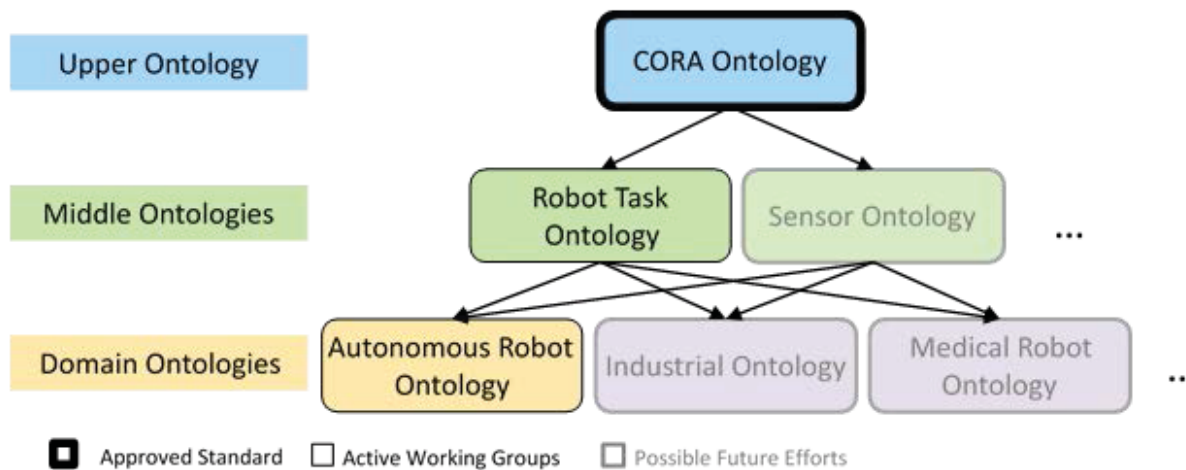 Upper Ontology
CORA Ontology
Middle Ontologies
Robot Task
Ontology
Sensor Ontology
...
Domain Ontologies
Autonomous Robot
Ontology
Industrial Ontology
Medical Robot
Ontology
..
Approved Standard
Active Working Groups
Possible Future Efforts